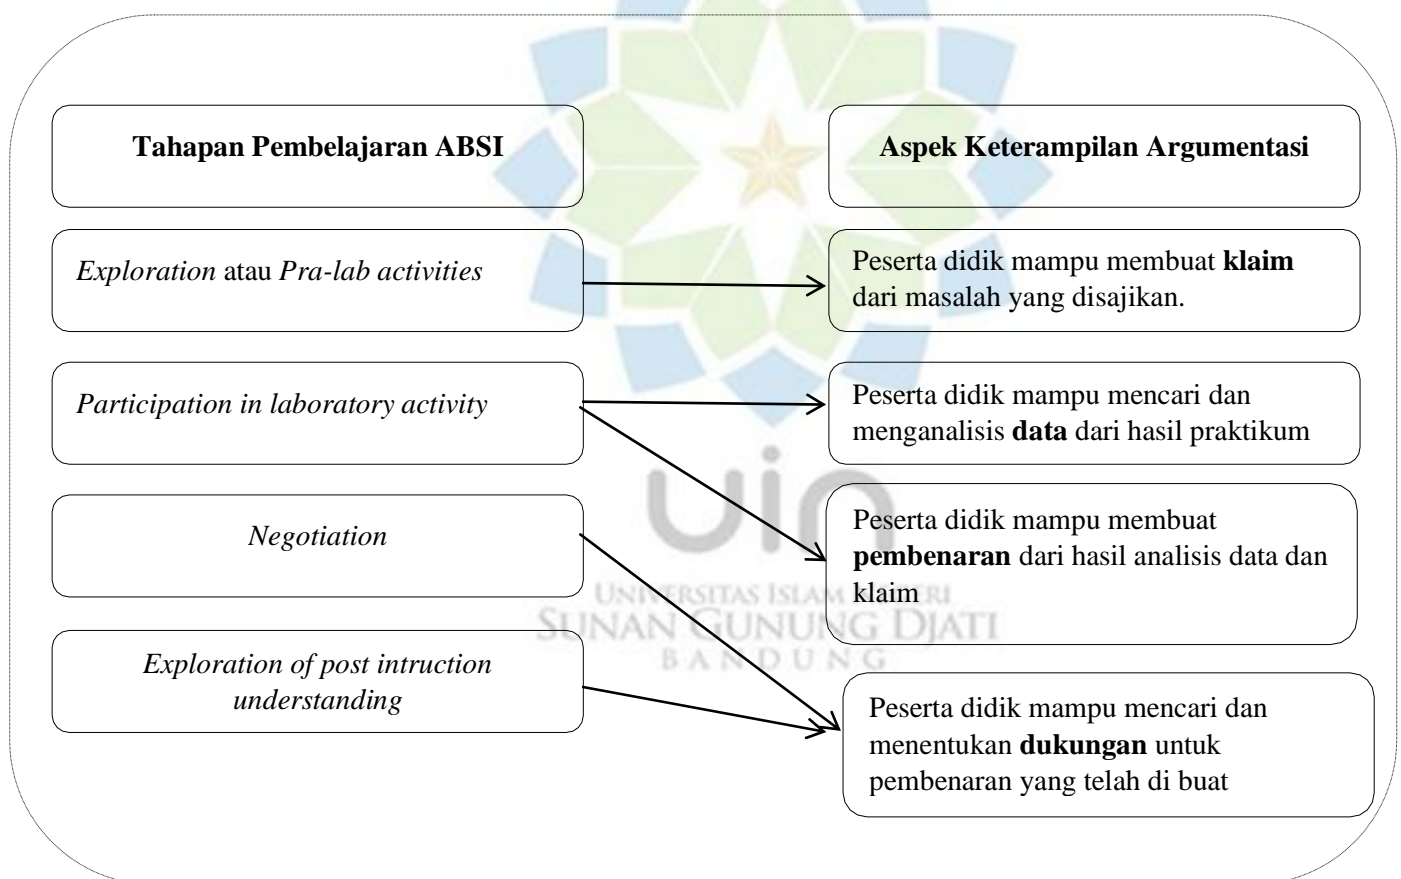 Tahapan Pembelajaran ABSI
Aspek Keterampilan Argumentasi
Exploration atau Pra-lab activities
Peserta didik mampu membuat klaim
dari masalah yang disajikan.
Participation in laboratory activity
Peserta didik mampu mencari dan
menganalisis data dari hasil praktikum
Negotiation
Peserta didik mampu membuat
pembenaran dari hasil analisis data dan
klaim
Exploration of post intruction
understanding
Peserta didik mampu mencari dan
menentukan dukungan untuk
pembenaran yang telah di buat
uin
UNIVERSITAS ISLAM NEGERI
SUNAN GUNUNG DJATI
BANDUNG